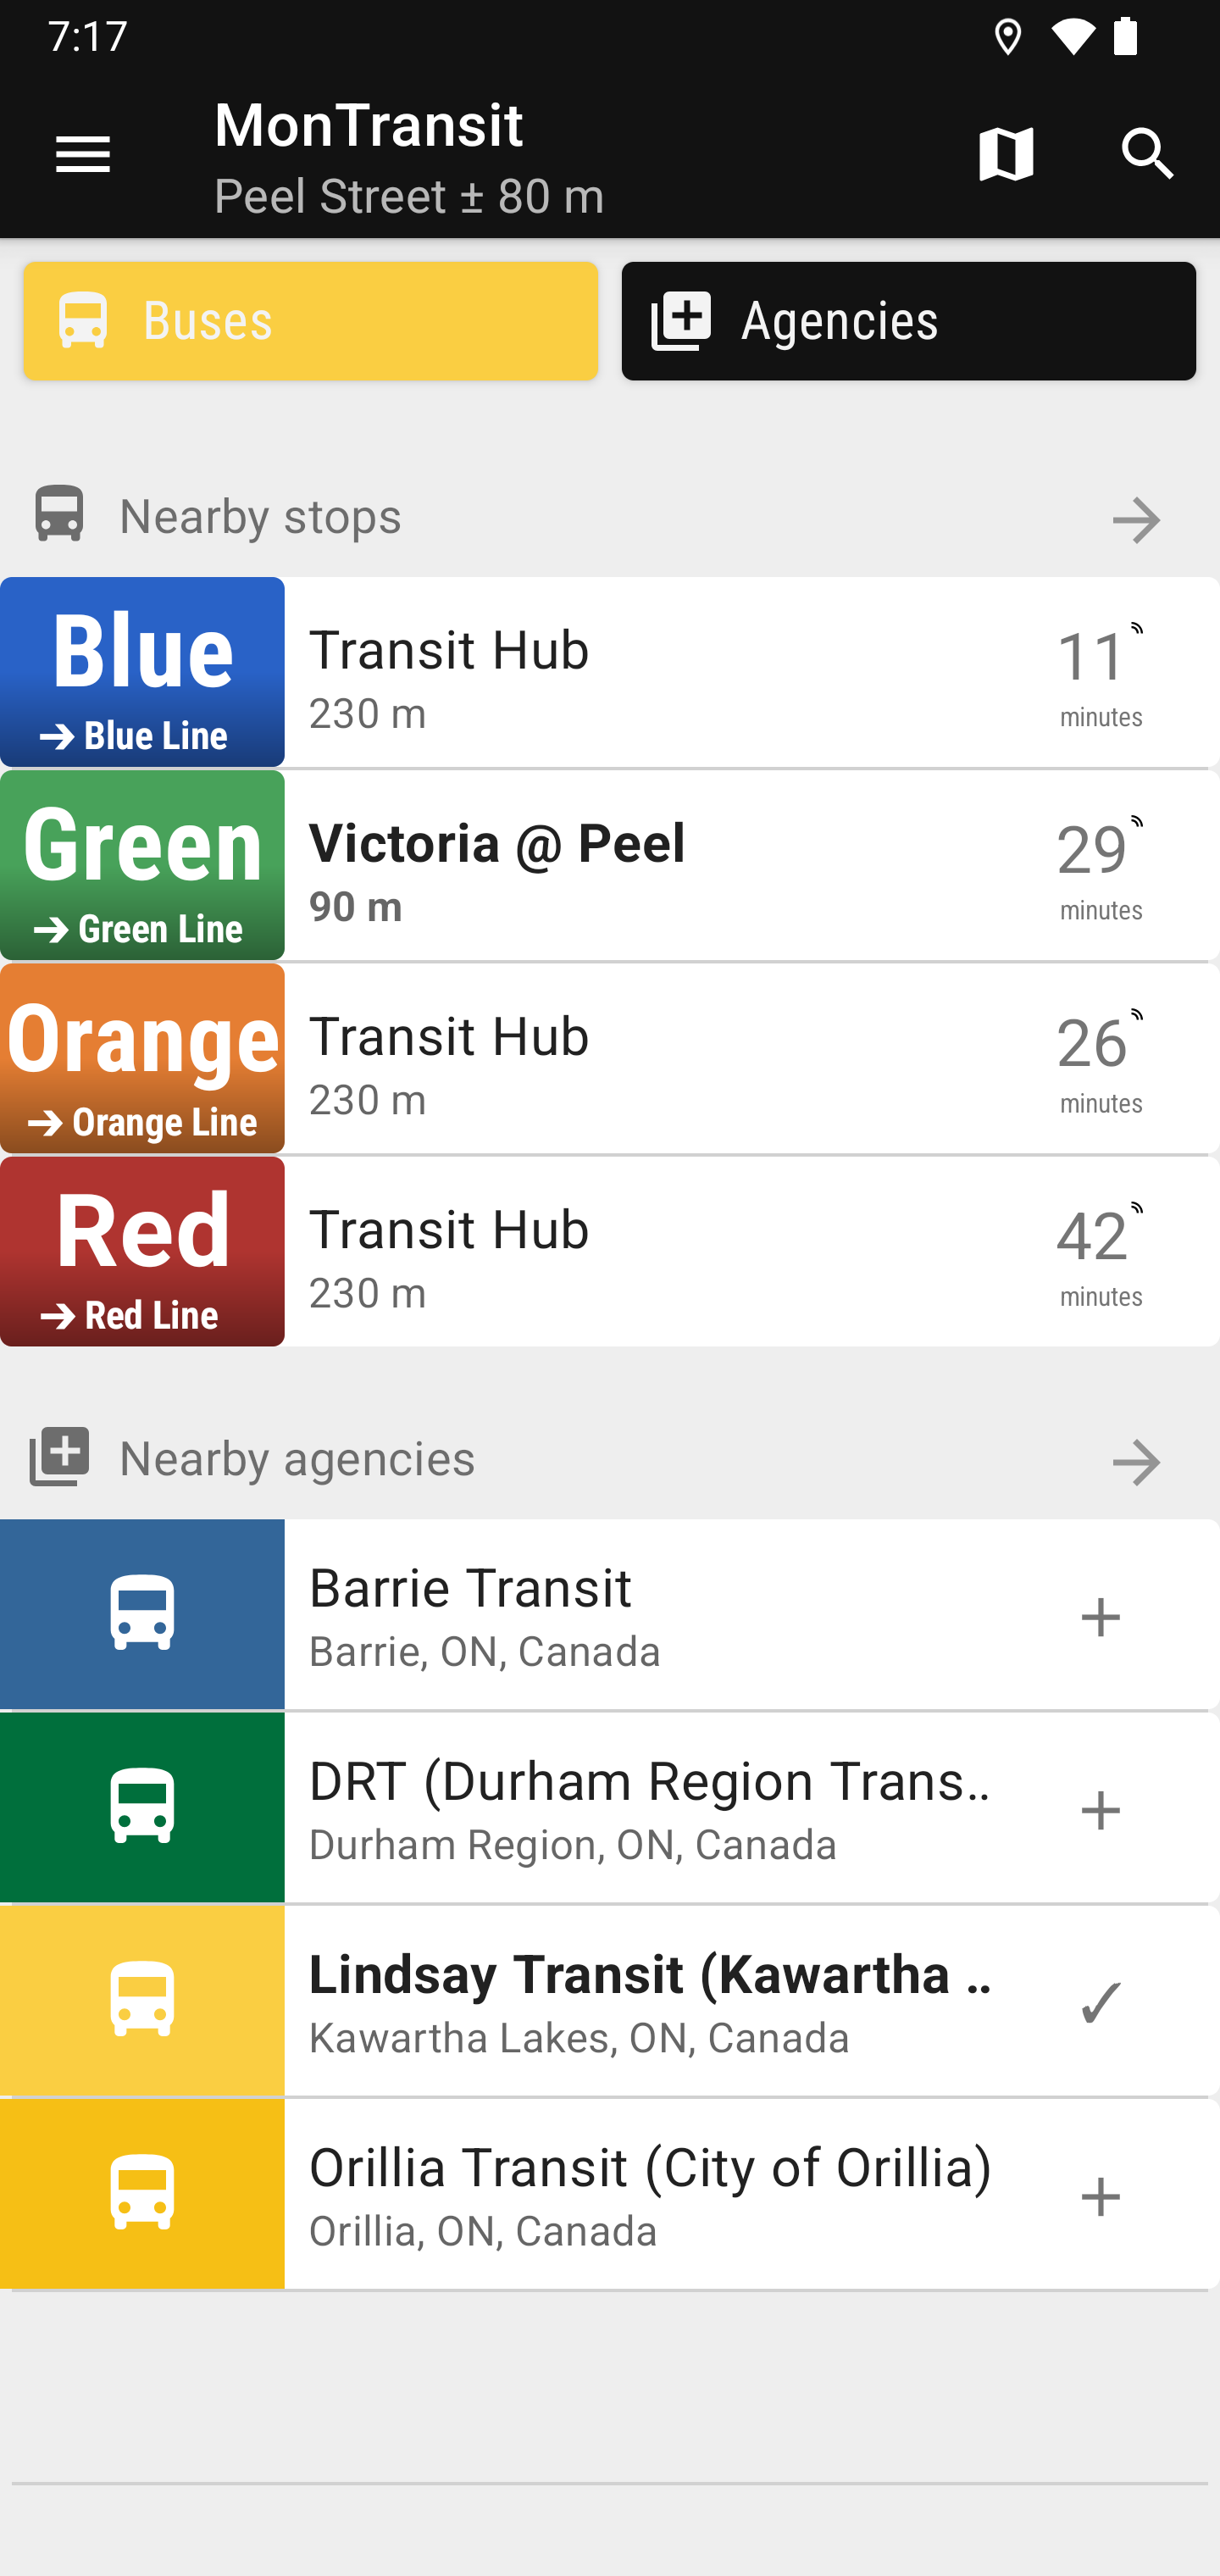 7:17
MonTransit
Peel Street ± 80 m
Buses
Agencies
Nearby stops
Blue
→ Blue Line
Transit Hub
230 m
11
minutes
Green
→ Green Line
Victoria @ Peel
90 m
29
minutes
Orange
→ Orange Line
Transit Hub
230 m
26
minutes
Red
→ Red Line
Transit Hub
230 m
42
minutes
Nearby agencies
Barrie Transit
Barrie, ON, Canada
DRT (Durham Region Trans..
Durham Region, ON, Canada
Lindsay Transit (Kawartha ..
Kawartha Lakes, ON, Canada
Orillia Transit (City of Orillia)
Orillia, ON, Canada